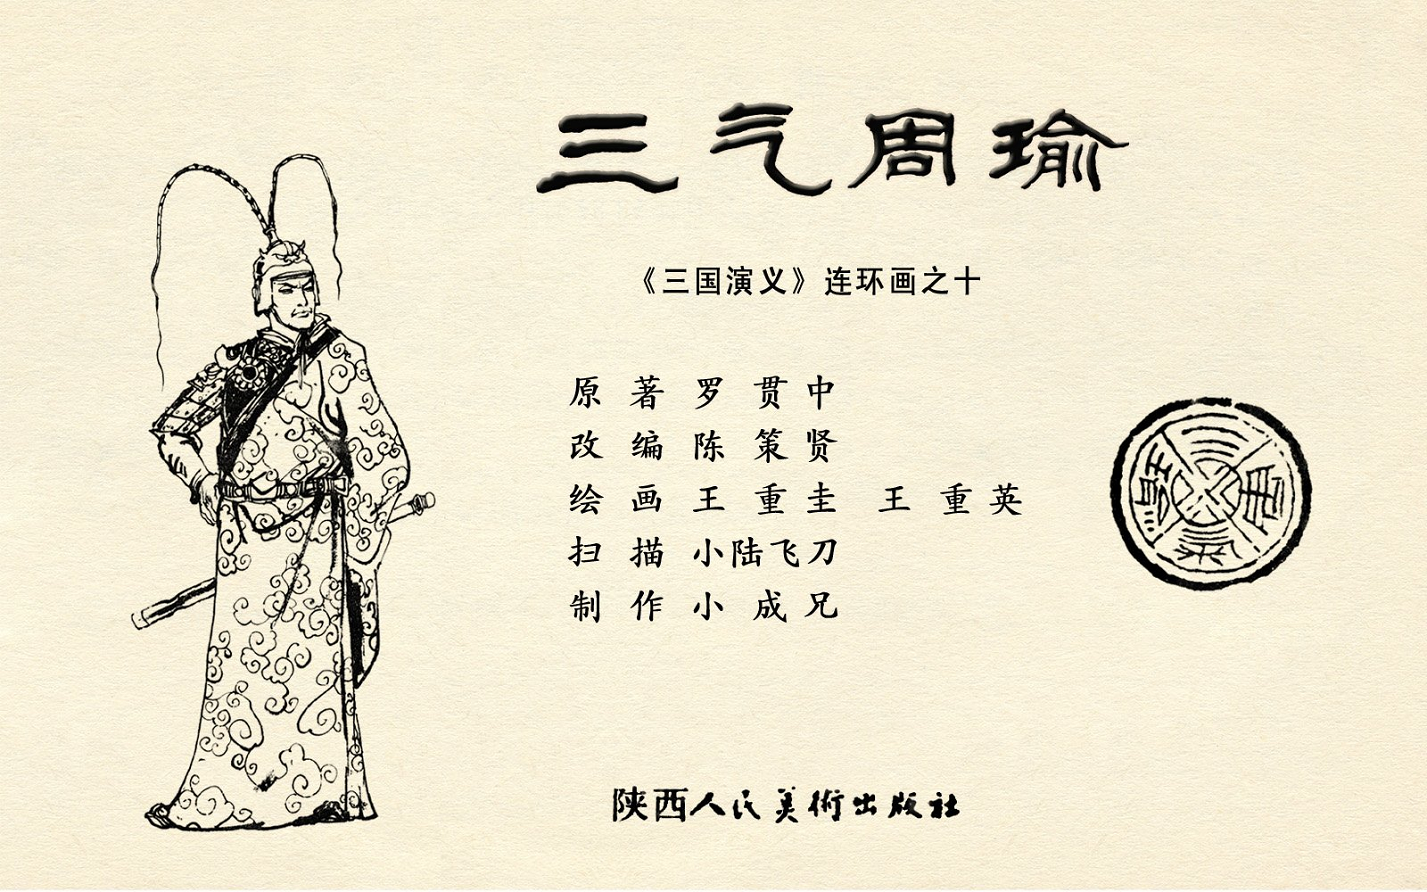 三气周瑜
《三国演义》连环画之十
原 著 罗 贯 中
改 编 陈 策 贤
绘 画 王 重 圭 王 重 英
扫 描 小陆飞刀
制 作 小 成 兄
陕西人民美術出版社